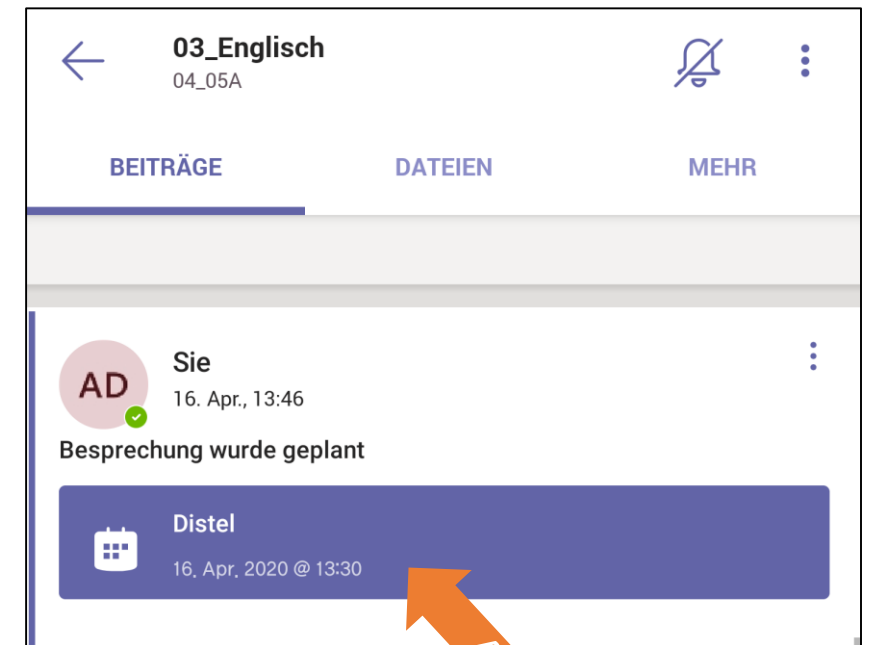 03_Englisch
04_05A
BEITRÄGE DATEIEN MEHR
Sie
AD
16. Apr., 13:46
Besprechung wurde geplant
Distel
16. Apr. 2020 @ 13:30